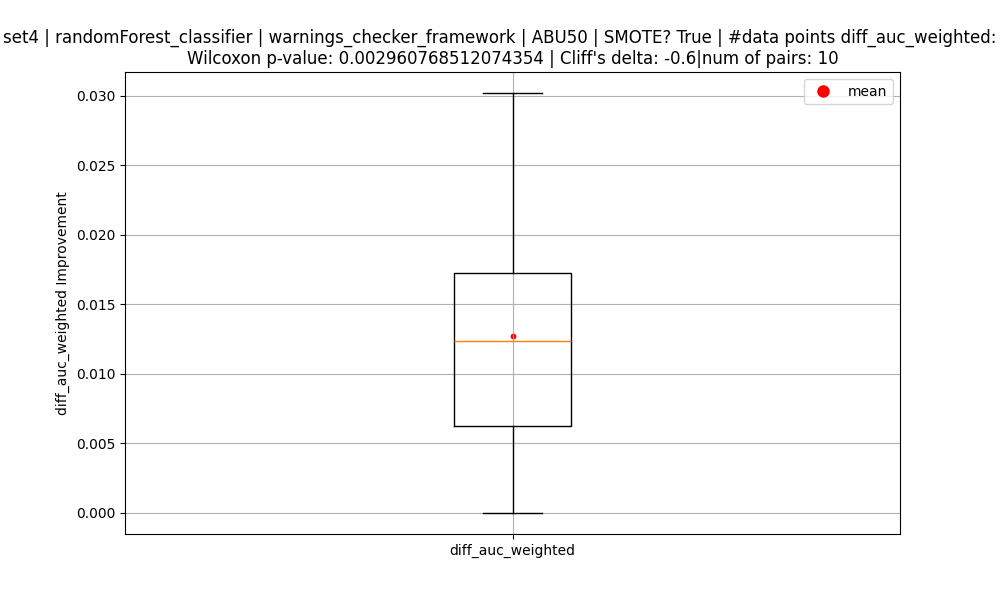 set4 | randomForest_classifier | warnings_checker_framework | ABU50 | SMOTE? True | #data points diff_auc_weighted:
Wilcoxon p-value: 0.002960768512074354 | Cliff's delta: -0.6|num of pairs: 10
mean
0.030
0.025
0.020
0.015
0.010
0.005
0.000
diff_auc_weighted Improvement
diff_auc_weighted